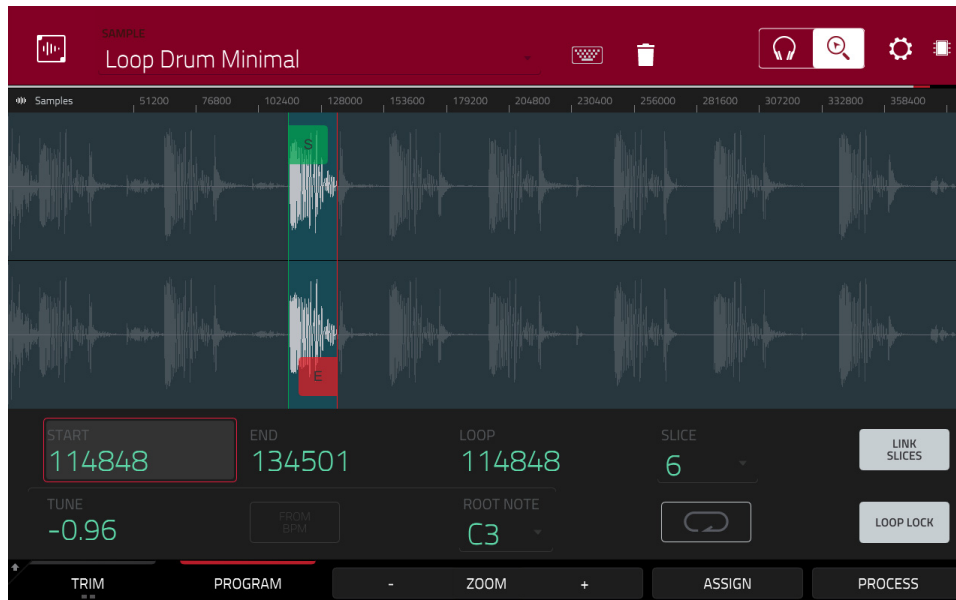 SAMPLE
Loop Drum Minimal
Samples 51200 76800 102400 128000 153600 179200 204800 230400 256000 281600 307200 332800 358400
S
E
START END LOOP SLICE
114848 134501 114848 6
LINK SLICES
TUNE FROM BPM ROOT NOTE
-0.96 C3
LOOP LOCK
TRIM PROGRAM - ZOOM + ASSIGN PROCESS